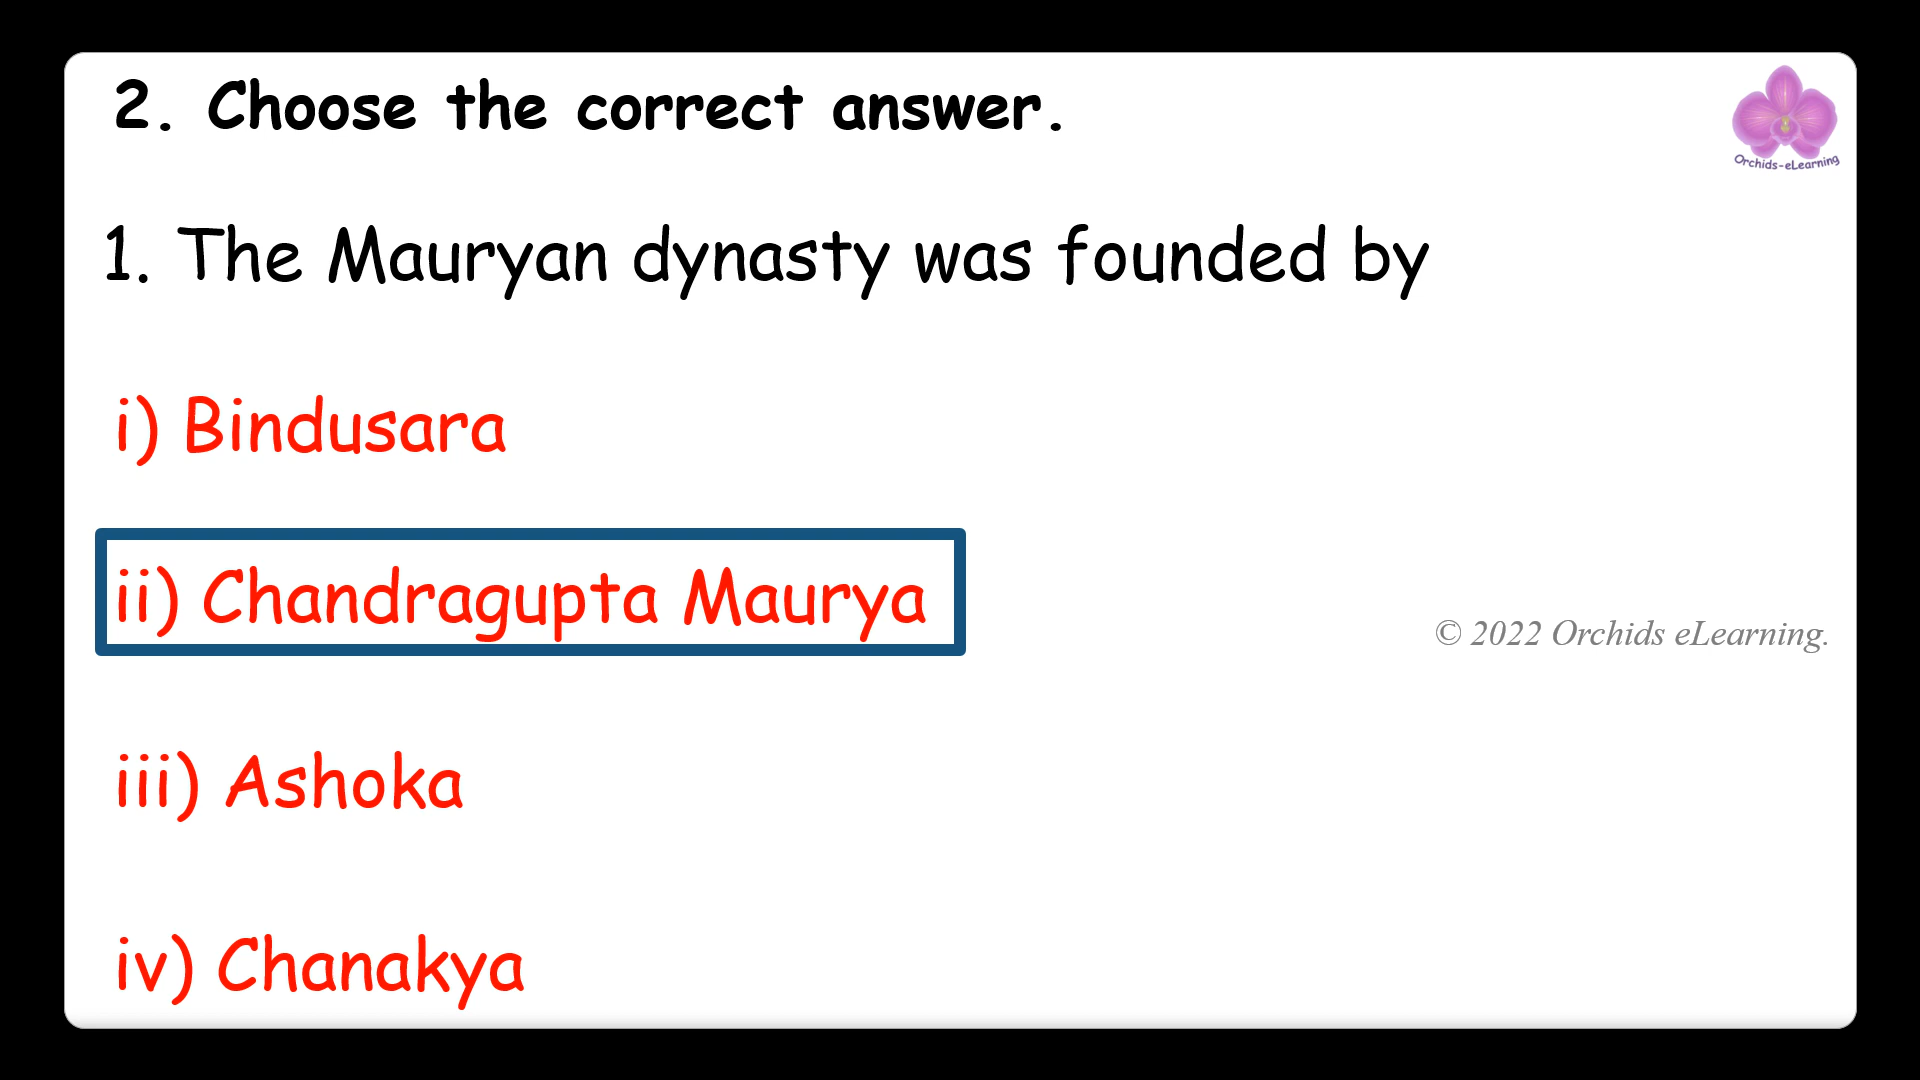 2. Choose the correct answer.
Orchids-eLearning
1. The Mauryan dynasty was founded by
i) Bindusara
ii) Chandragupta Maurya
© 2022 Orchids eLearning.
iii) Ashoka
iv) Chanakya